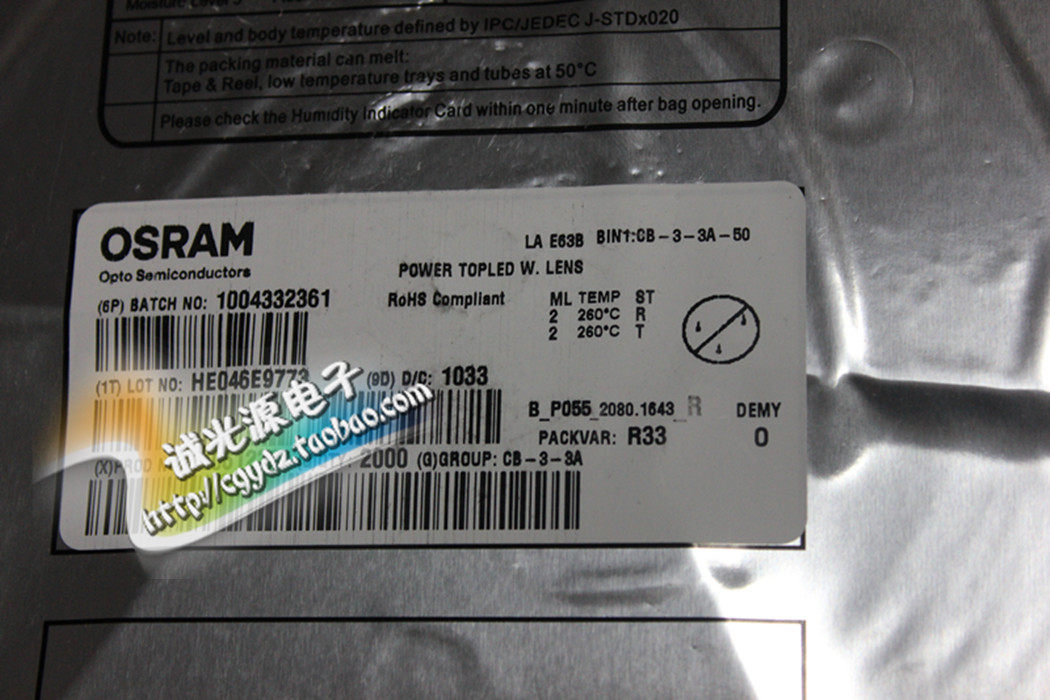 Moisture Level 3
Note: Level and body temperature defined by IPC/JEDEC J-STDx020
The packing material can melt:
Tape & Reel, low temperature trays and tubes at 50°C
Please check the Humidity Indicator Card within one minute after bag opening.
OSRAM
Opto Semiconductors
LA E63B BIN1:CB-3-3A-50
POWER TOPLED W. LENS
(6P) BATCH NO: 1004332361
RoHS Compliant
ML TEMP ST
2 260°C R
2 260°C T
(1T) LOT NO: HE046E9773 (9D) D/C: 1033
B_P055_2080.1643_R DEMY
PACKVAR: R33 0
(X)PROD 2000 (G)GROUP: CB-3-3A
诚光源电子
http://cgydz.taobao.com